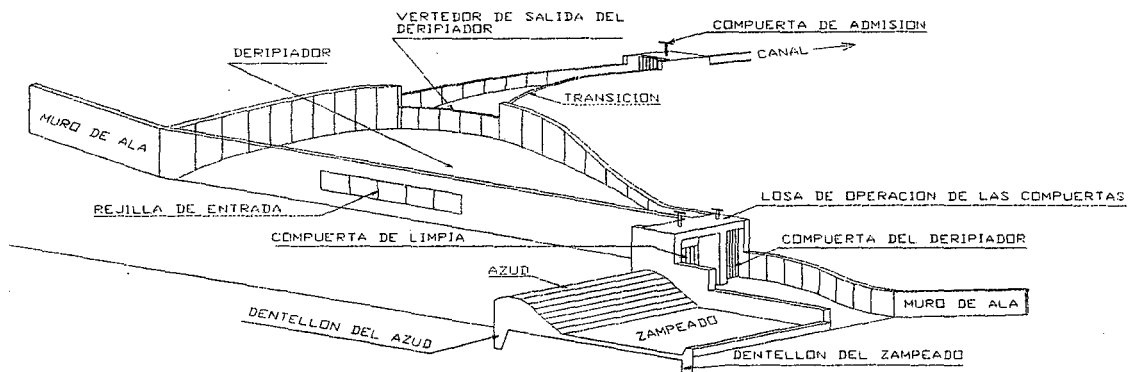 VERTEDOR DE SALIDA DEL
DERIPIADOR
COMPUERTA DE ADMISION
CANAL
DERIPIADOR
TRANSICION
MURO DE ALA
REJILLA DE ENTRADA
LOSA DE OPERACION DE LAS COMPUERTAS
COMPUERTA DE LIMPIA
COMPUERTA DEL DERIPIADOR
AZUD
MURO DE ALA
ZAMPEADO
DENTELLON DEL AZUD
DENTELLON DEL ZAMPEADO